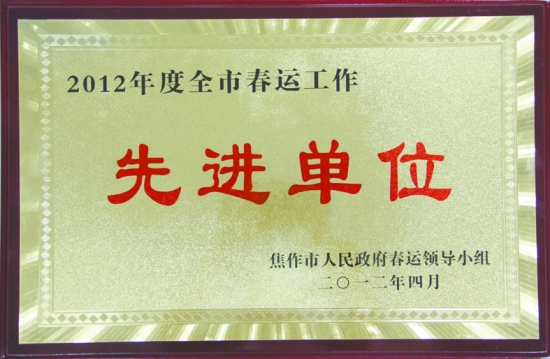 2012年度全市春运工作
先进单位
焦作市人民政府春运领导小组
二〇一二年四月